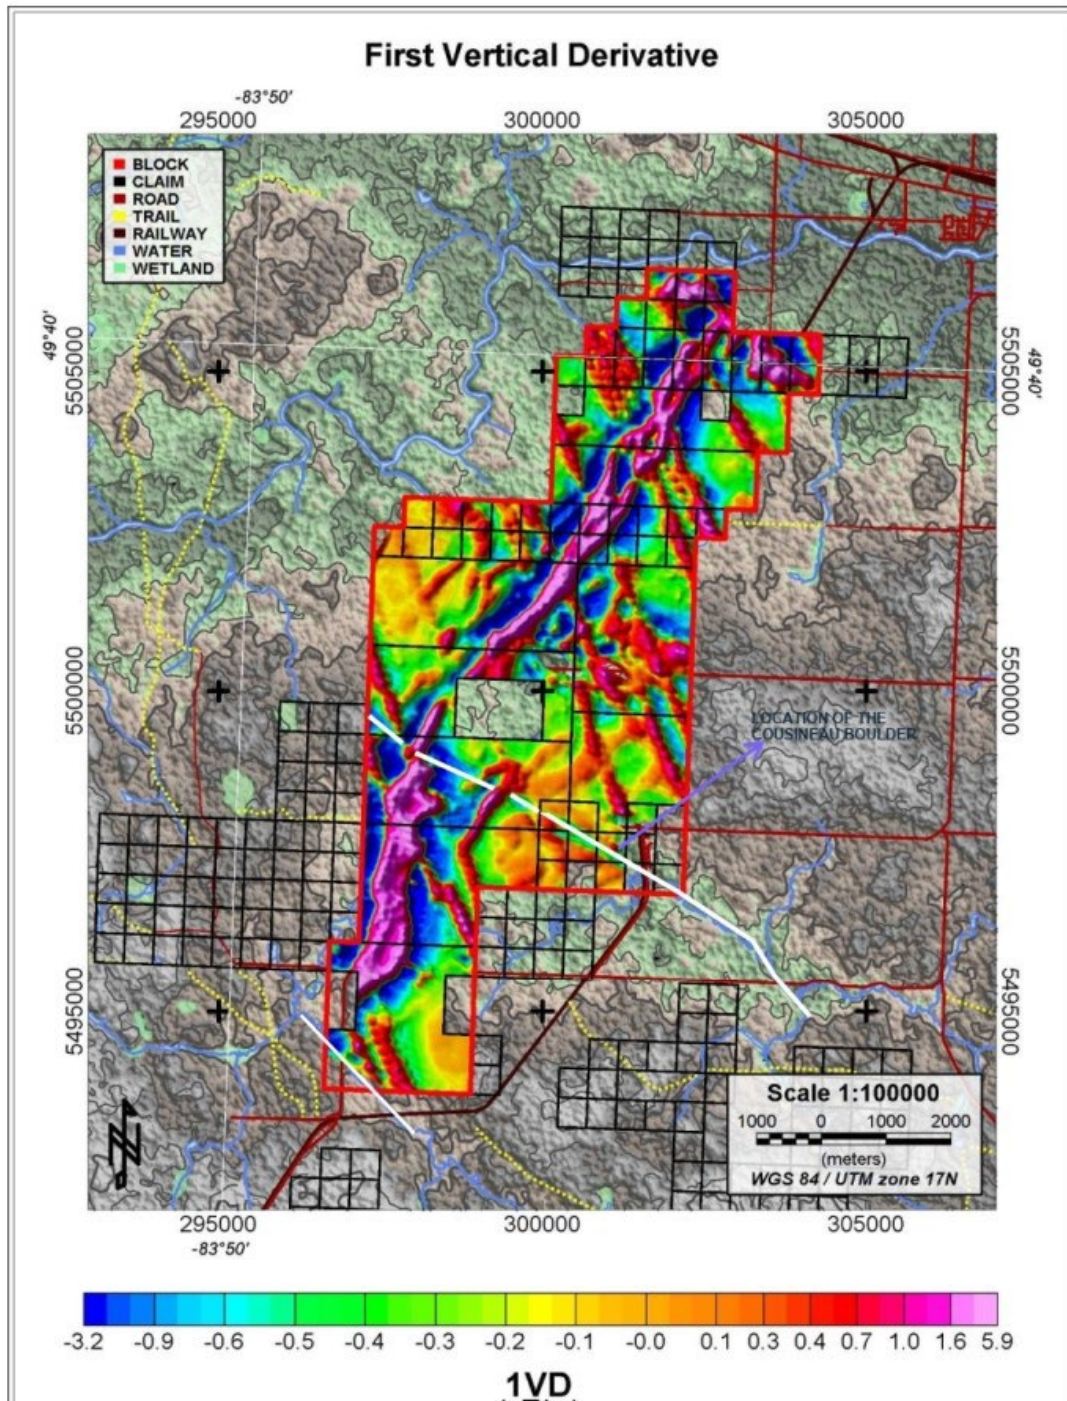 First Vertical Derivative
-83°50'
295000 300000 305000
BLOCK
CLAIM
ROAD
TRAIL
RAILWAY
WATER
WETLAND
49°40'
49°40'
5505000
5505000
5500000
5500000
LOCATION OF THE
COUSINEAU BOULDER
5495000
5495000
Scale 1:100000
1000 0 1000 2000
(meters)
WGS 84 / UTM zone 17N
295000 300000 305000
-83°50'
-3.2 -0.9 -0.6 -0.5 -0.4 -0.3 -0.2 -0.1 -0.0 0.1 0.3 0.4 0.7 1.0 1.6 5.9
1VD